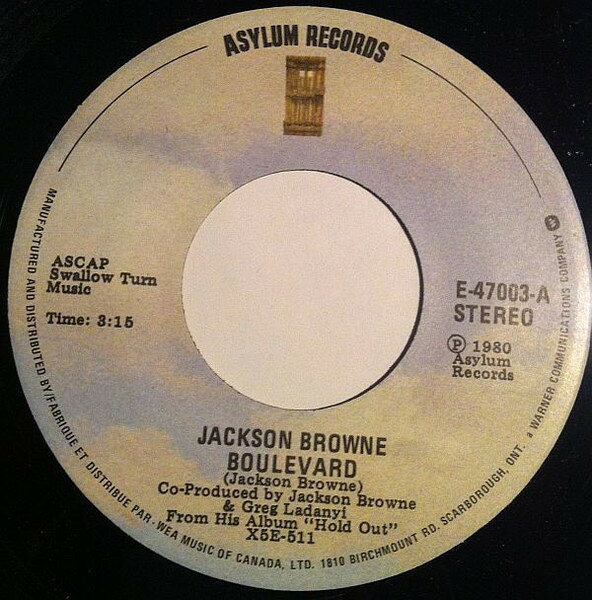 ASYLUM RECORDS
ASCAP
Swallow Turn
Music
Time: 3:15
E-47003-A
STEREO
Ⓟ 1980
Asylum
Records
JACKSON BROWNE
BOULEVARD
(Jackson Browne)
Co-Produced by Jackson Browne
& Greg Ladanyi
From His Album "Hold Out"
X5E-511
MANUFACTURED AND DISTRIBUTED BY/FABRIQUE ET DISTRIBUE PAR-WEA MUSIC OF CANADA, LTD. 1810 BIRCHMOUNT RD. SCARBOROUGH, ONT. a WARNER COMMUNICATIONS COMPANY